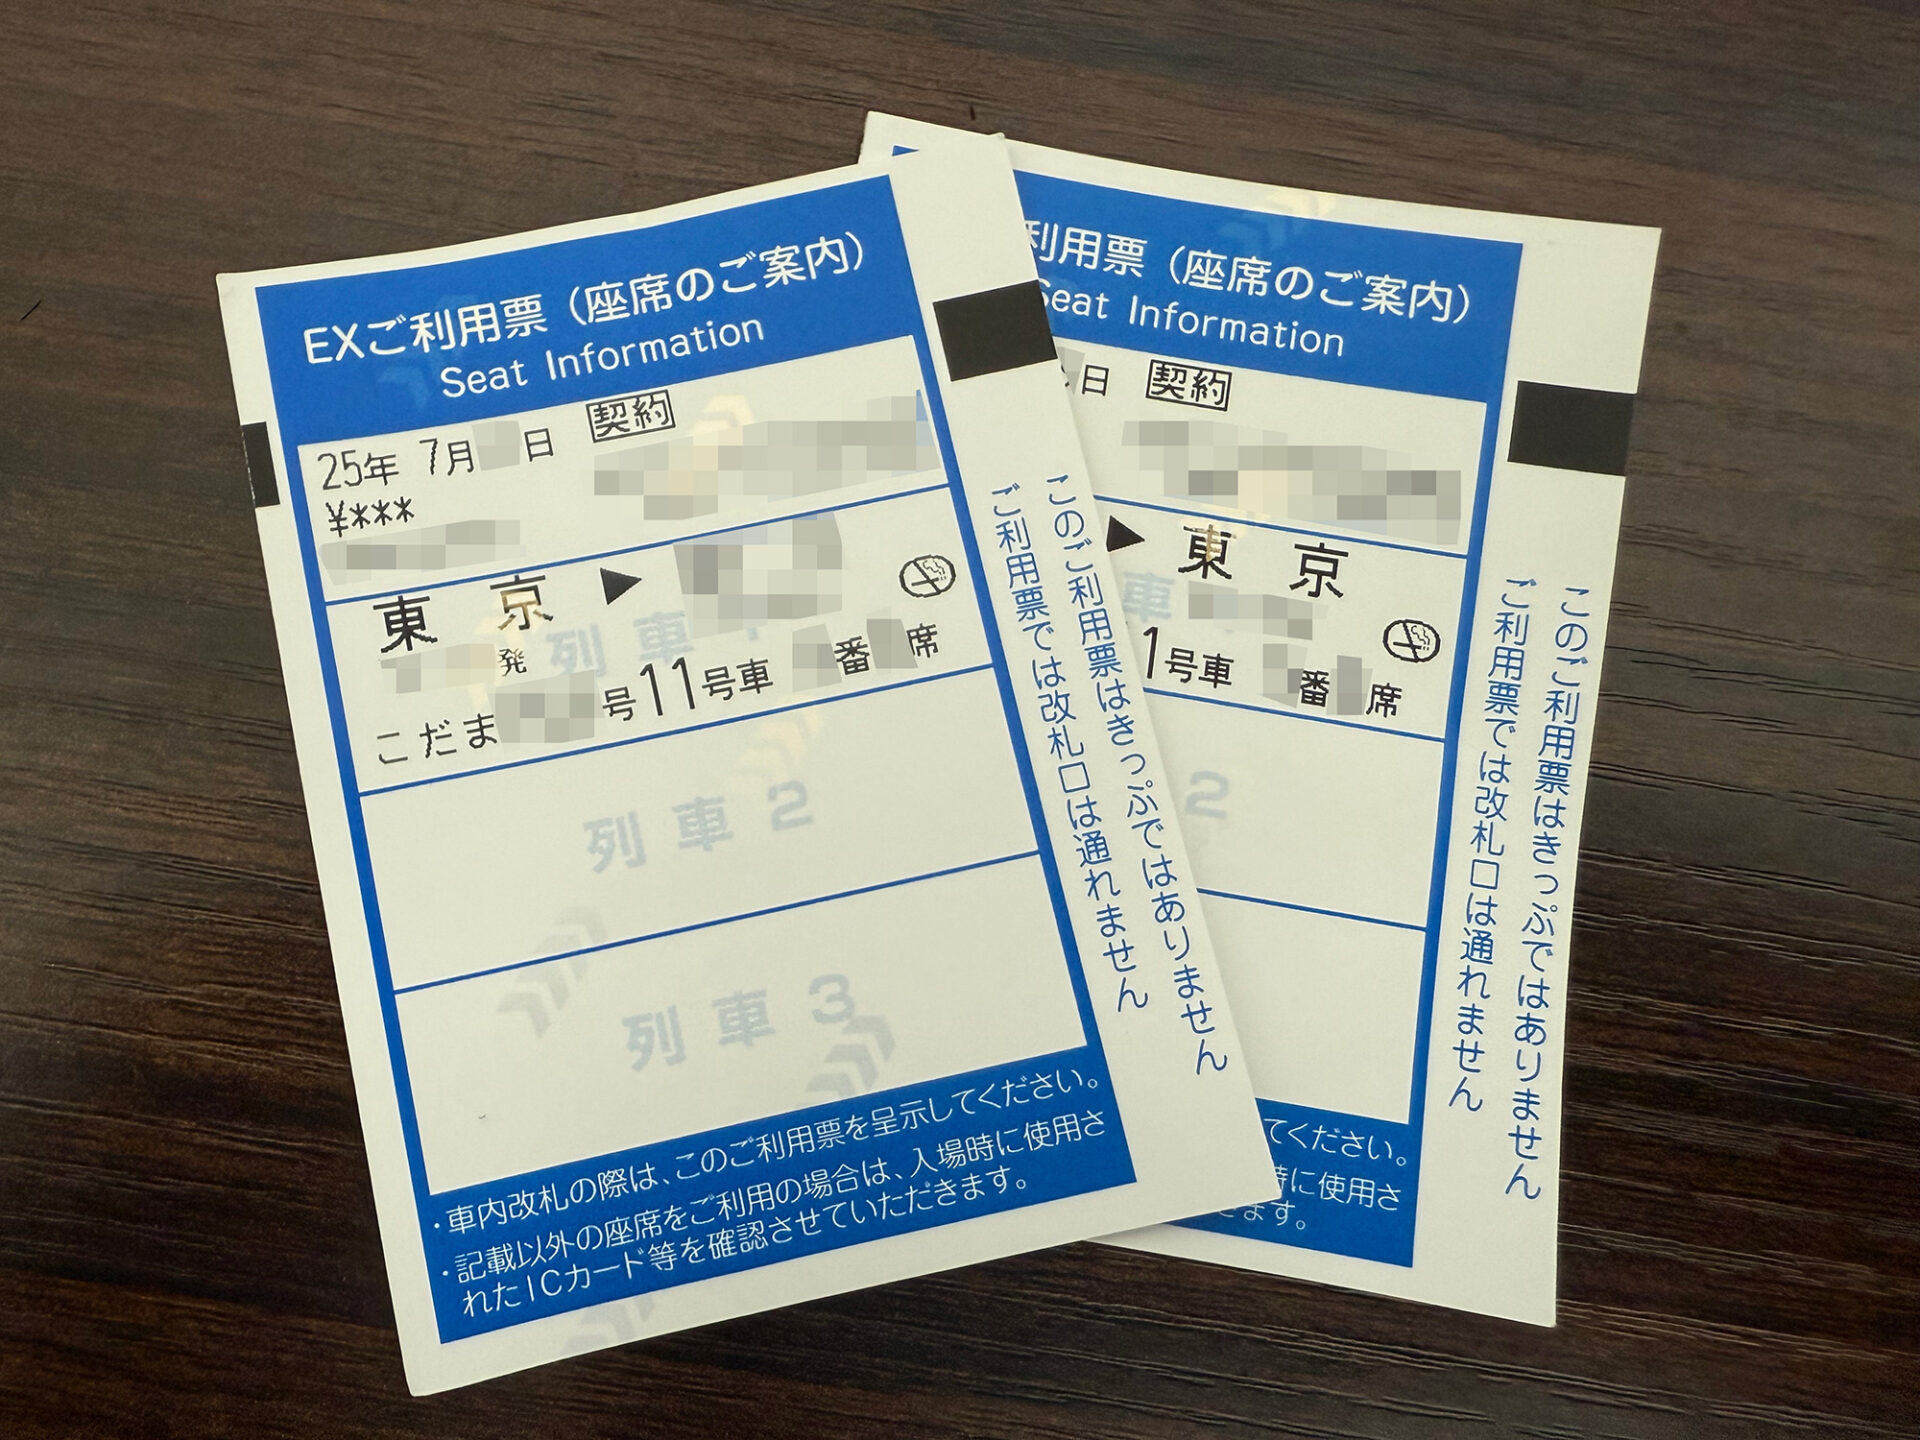 EXご利用票（座席のご案内）
Seat Information
25年 7月 日 契約
¥***
東京 ▶
発
こだま 号 11号車 番 席
列車1
列車2
列車3
・車内改札の際は、このご利用票を呈示してください。
・記載以外の座席をご利用の場合は、入場時に使用さ
れたICカード等を確認させていただきます。
このご利用票はきっぷではありません
ご利用票では改札口は通れません
利用票（座席のご案内）
Seat Information
日 契約
▶ 東京
車
1号車 番 席
2
てください。
時に使用さ
きます。
このご利用票はきっぷではありません
ご利用票では改札口は通れません